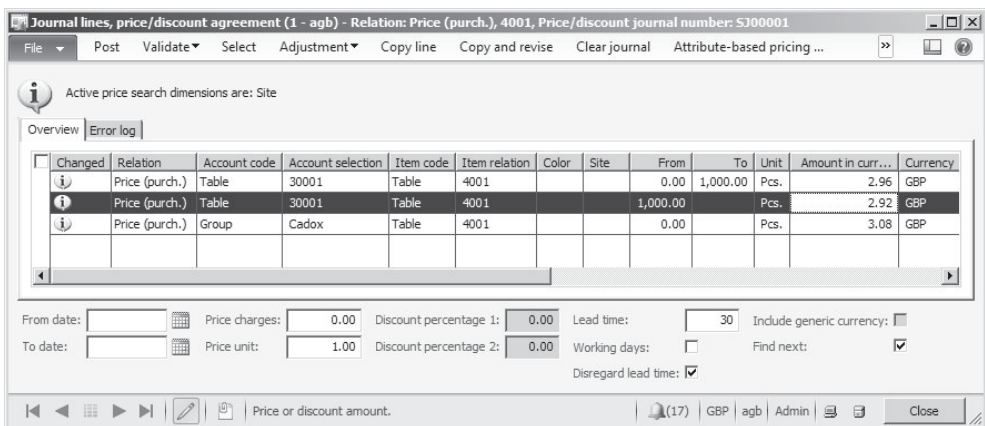 Journal lines, price/discount agreement (1 - agb) - Relation: Price (purch.), 4001, Price/discount journal number: SJ00001
File Post Validate Select Adjustment Copy line Copy and revise Clear journal Attribute-based pricing ... »
Active price search dimensions are: Site
Overview Error log
Changed Relation Account code Account selection Item code Item relation Color Site From To Unit Amount in curr... Currency
Price (purch.) Table 30001 Table 4001 0.00 1,000.00 Pcs. 2.96 GBP
Price (purch.) Table 30001 Table 4001 1,000.00 Pcs. 2.92 GBP
Price (purch.) Group Cadox Table 4001 0.00 Pcs. 3.08 GBP
From date: Price charges: 0.00 Discount percentage 1: 0.00 Lead time: 30 Include generic currency:
To date: Price unit: 1.00 Discount percentage 2: 0.00 Working days: Find next:
Disregard lead time:
Price or discount amount. (17) GBP agb Admin Close